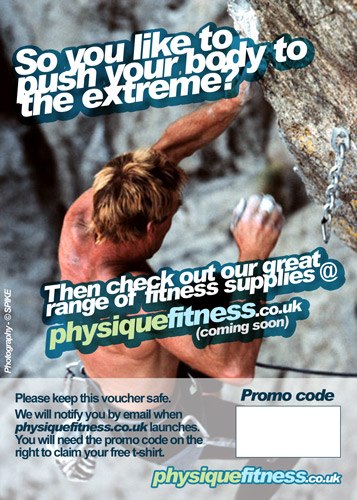 So you like to
push your body to
the extreme?
Then check out our great
range of fitness supplies @
physiquefitness.co.uk
(coming soon)
Photography - © SPIKE
Please keep this voucher safe.
We will notify you by email when
physiquefitness.co.uk launches.
You will need the promo code on the
right to claim your free t-shirt.
Promo code
physiquefitness.co.uk